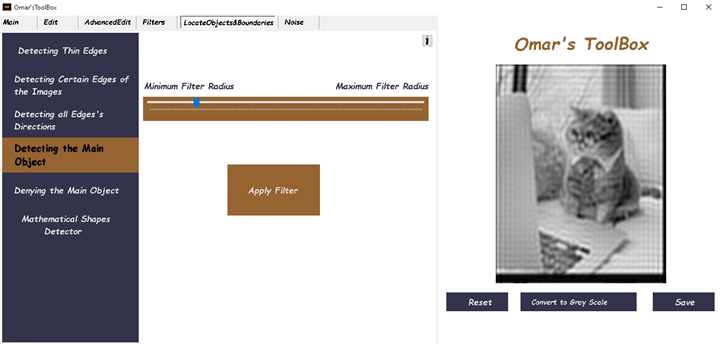 Omar'sToolBox
Main
Edit
AdvancedEdit
Filters
LocateObjects&Boundaries
Noise
Detecting Thin Edges
Detecting Certain Edges of
the Images
Detecting all Edges's
Directions
Detecting the Main
Object
Denying the Main Object
Mathematical Shapes
Detector
i
Minimum Filter Radius
Maximum Filter Radius
Apply Filter
Omar's ToolBox
Reset
Convert to Gray Scale
Save